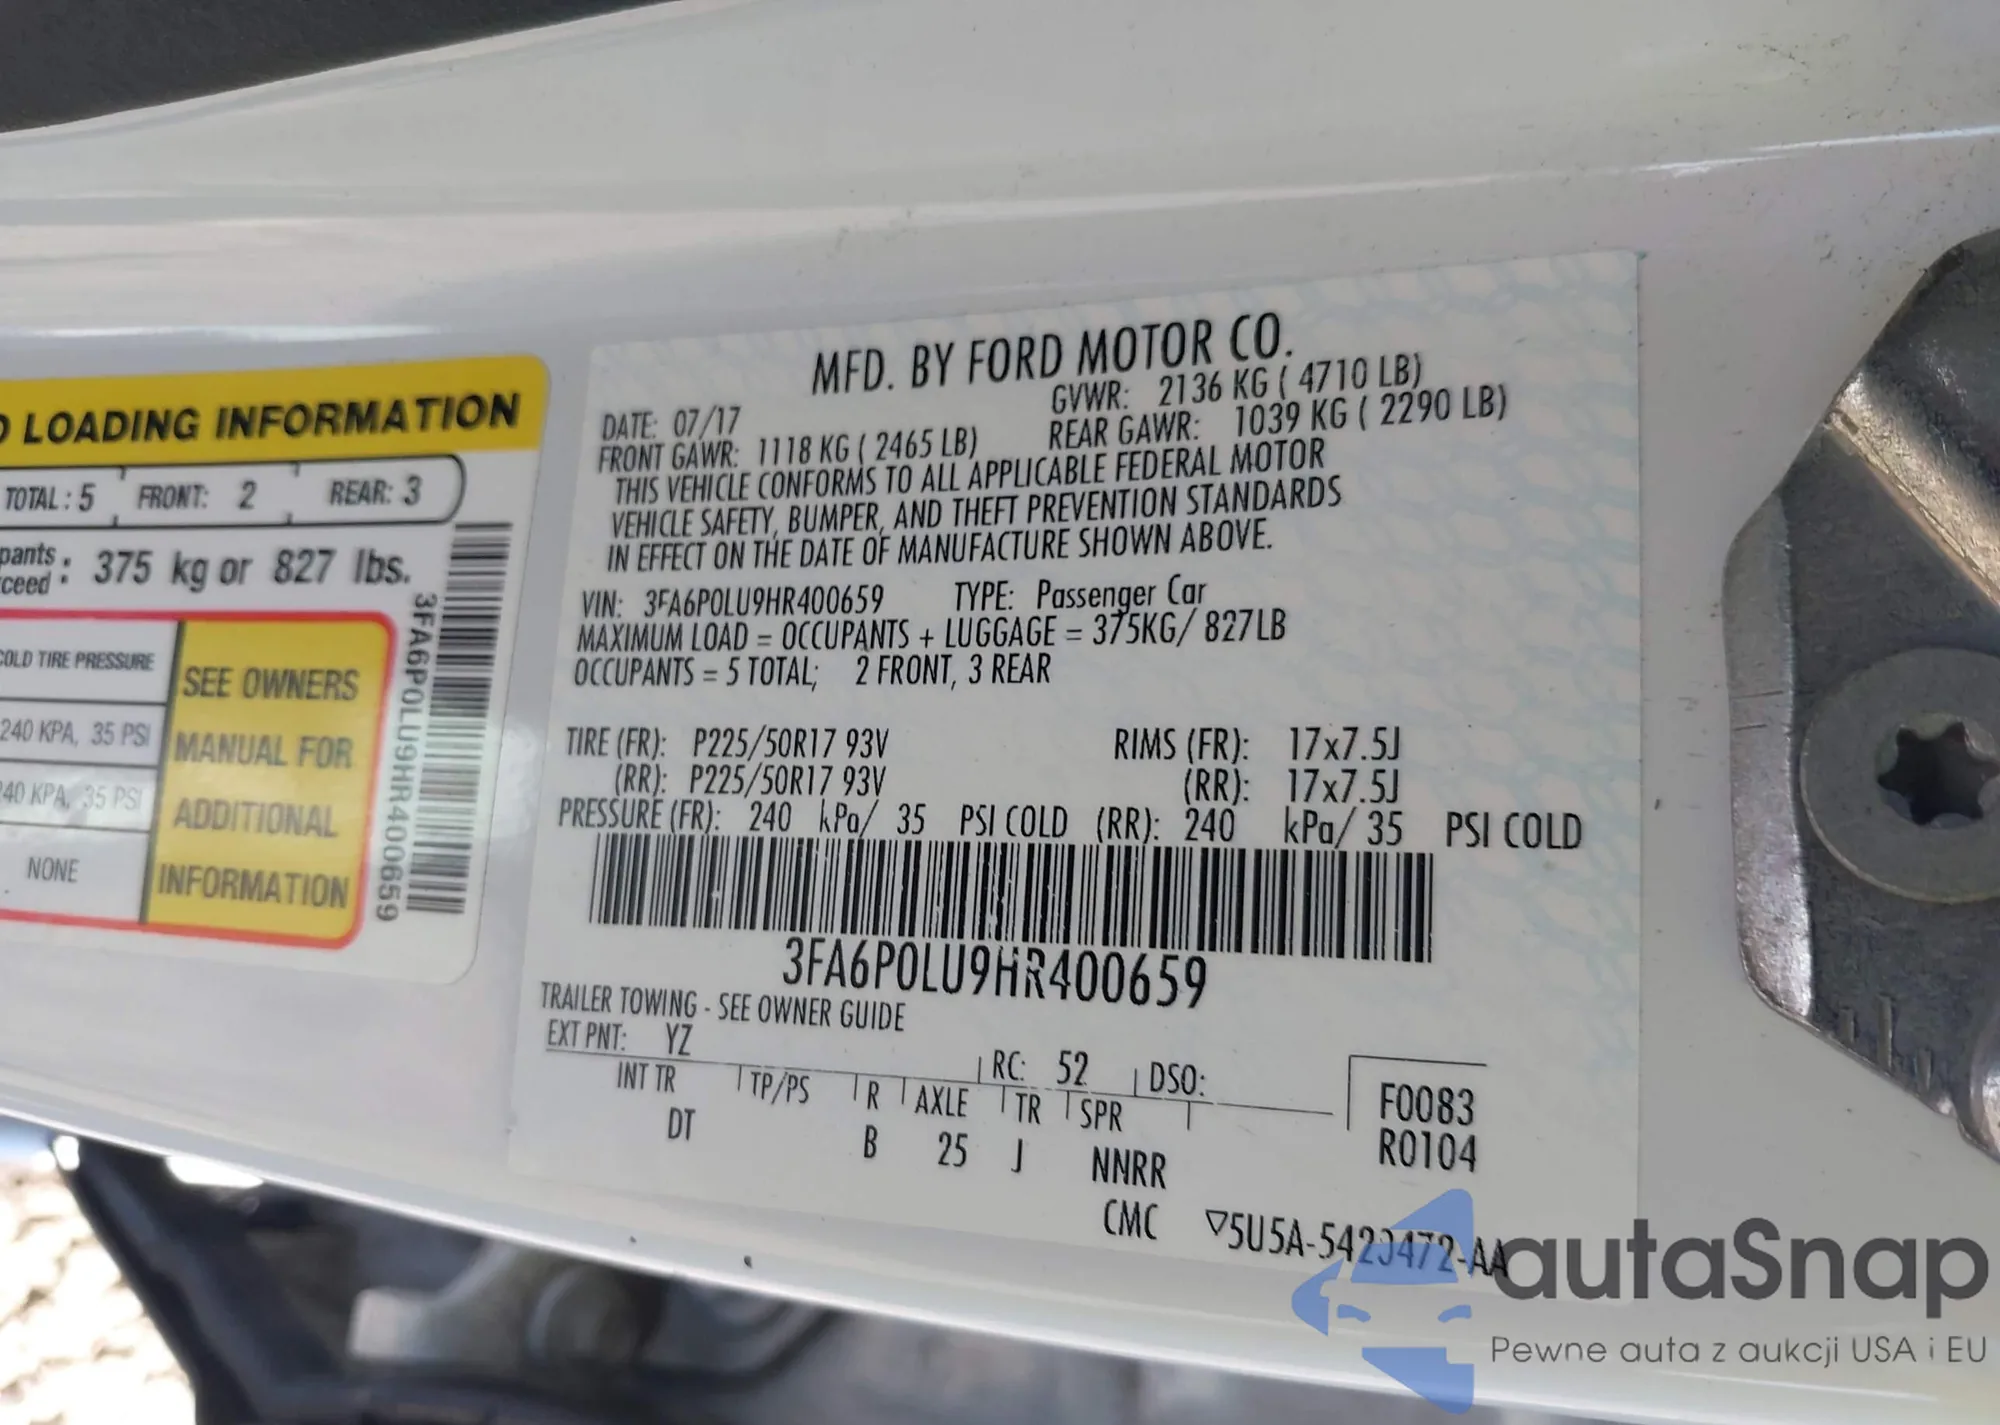 LOADING INFORMATION
TOTAL : 5 FRONT: 2 REAR: 3
375 kg or 827 lbs.
COLD TIRE PRESSURE
240 KPA, 35 PSI
240 KPA, 35 PSI
NONE
SEE OWNERS
MANUAL FOR
ADDITIONAL
INFORMATION
3FA6P0LU9HR400659
MFD. BY FORD MOTOR CO.
DATE: 07/17 GVWR: 2136 KG ( 4710 LB)
FRONT GAWR: 1118 KG ( 2465 LB) REAR GAWR: 1039 KG ( 2290 LB)
THIS VEHICLE CONFORMS TO ALL APPLICABLE FEDERAL MOTOR
VEHICLE SAFETY, BUMPER, AND THEFT PREVENTION STANDARDS
IN EFFECT ON THE DATE OF MANUFACTURE SHOWN ABOVE.
VIN: 3FA6P0LU9HR400659 TYPE: Passenger Car
MAXIMUM LOAD = OCCUPANTS + LUGGAGE = 375KG/ 827LB
OCCUPANTS = 5 TOTAL; 2 FRONT, 3 REAR
TIRE (FR): P225/50R17 93V RIMS (FR): 17x7.5J
(RR): P225/50R17 93V (RR): 17x7.5J
PRESSURE (FR): 240 kPa/ 35 PSI COLD (RR): 240 kPa/ 35 PSI COLD
3FA6P0LU9HR400659
TRAILER TOWING - SEE OWNER GUIDE
EXT PNT: YZ RC: 52 DSO:
INT TR TP/PS R AXLE TR SPR
DT B 25 J NNRR
F0083
R0104
CMC ▽5U5A-5420472-AA
autaSnap
Pewne auta z aukcji USA i EU